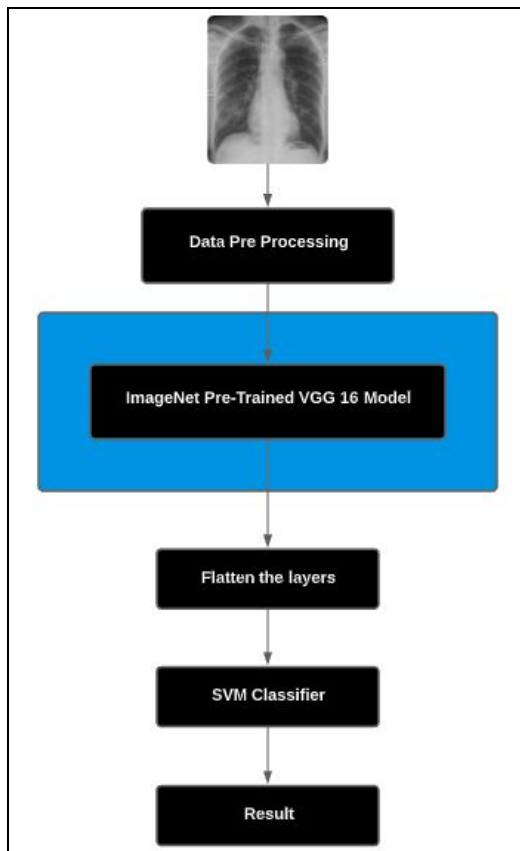 Data Pre Processing
ImageNet Pre-Trained VGG 16 Model
Flatten the layers
SVM Classifier
Result